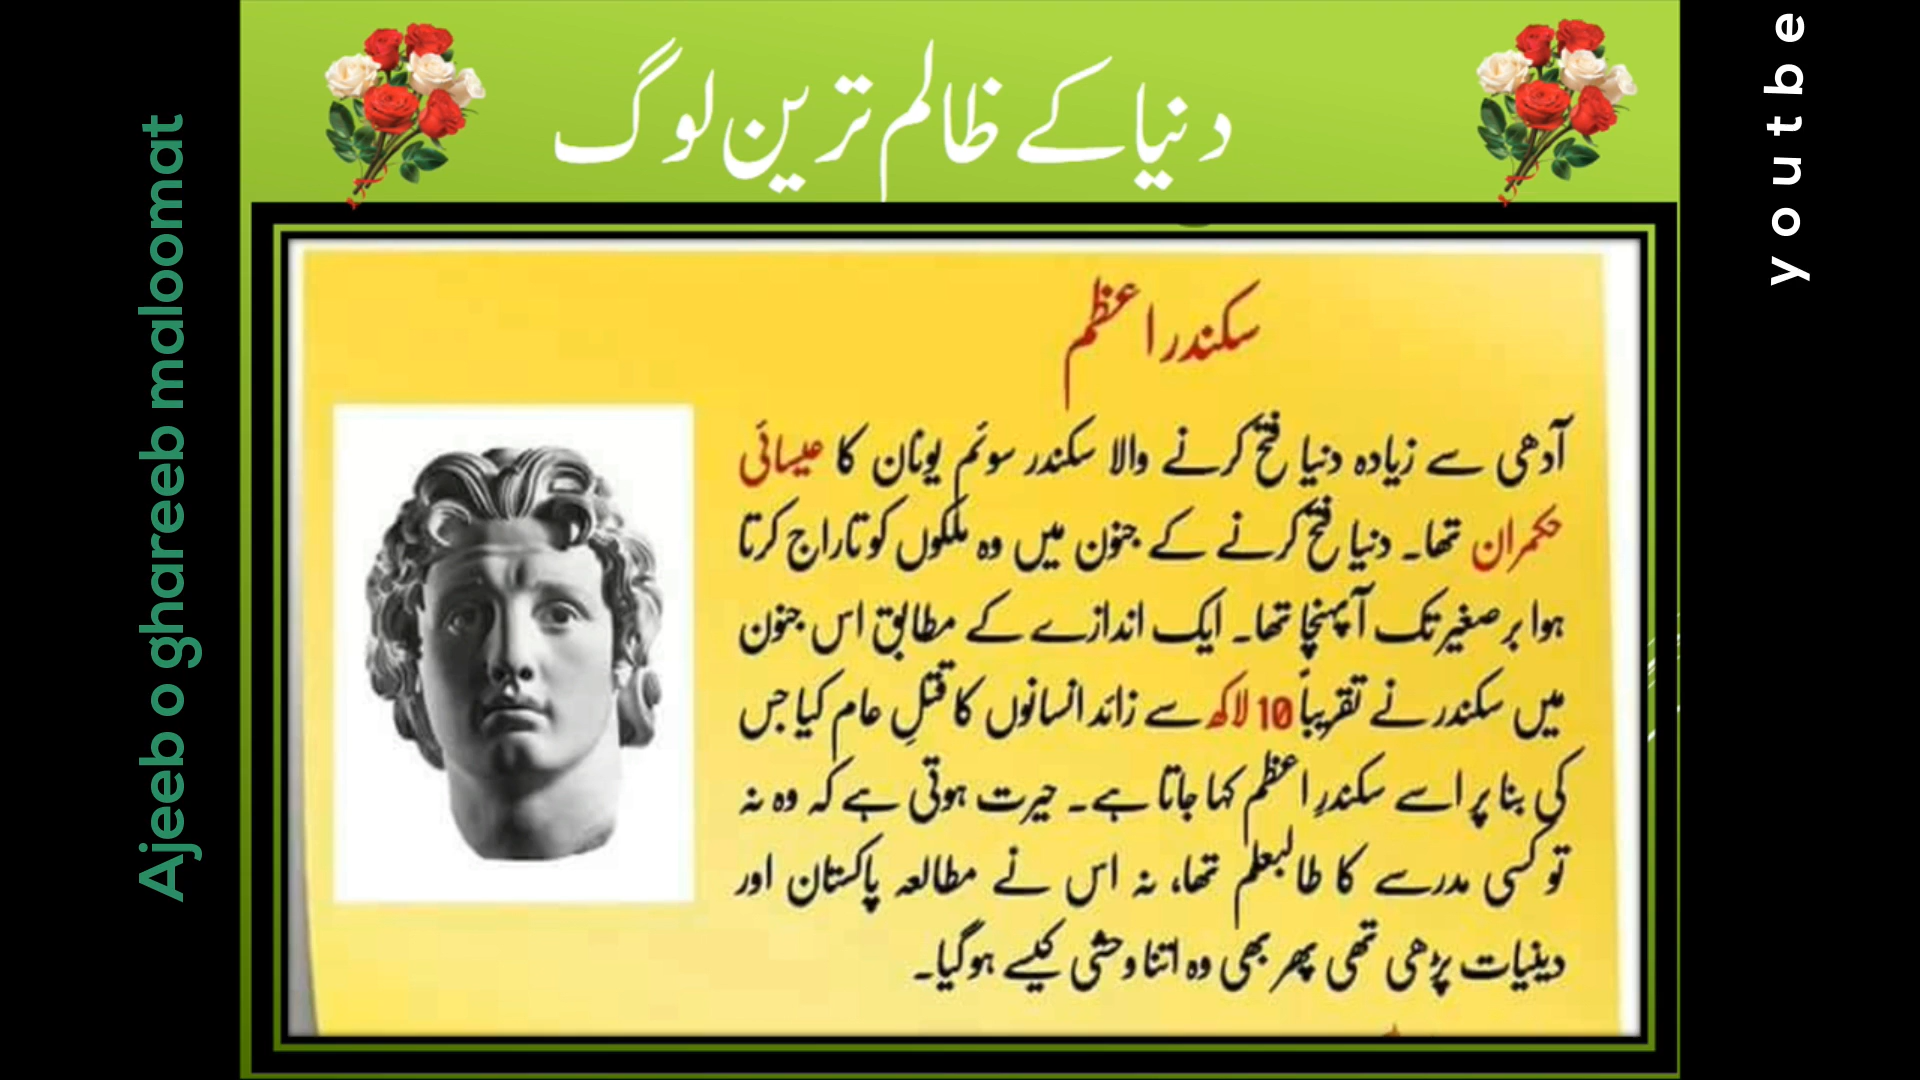 دنیا کے ظالم ترین لوگ
سکندر اعظم
آدھی سے زیادہ دنیا فتح کرنے والا سکندر سوئم یونان کا عیسائی
حکمران تھا۔ دنیا فتح کرنے کے جنون میں وہ ملکوں کو تاراج کرتا
ہوا برصغیر تک آپہنچا تھا۔ ایک اندازے کے مطابق اس جنون
میں سکندر نے تقریباً 10 لاکھ سے زائد انسانوں کا قتلِ عام کیا جس
کی بنا پر اسے سکندرِ اعظم کہا جاتا ہے۔ حیرت ہوتی ہے کہ وہ نہ
تو کسی مدرسے کا طالبعلم تھا، نہ اس نے مطالعہ پاکستان اور
دینیات پڑھی تھی پھر بھی وہ اتنا وحشی کیسے ہوگیا۔
Ajeeb o ghareeb maloomat
youtbe